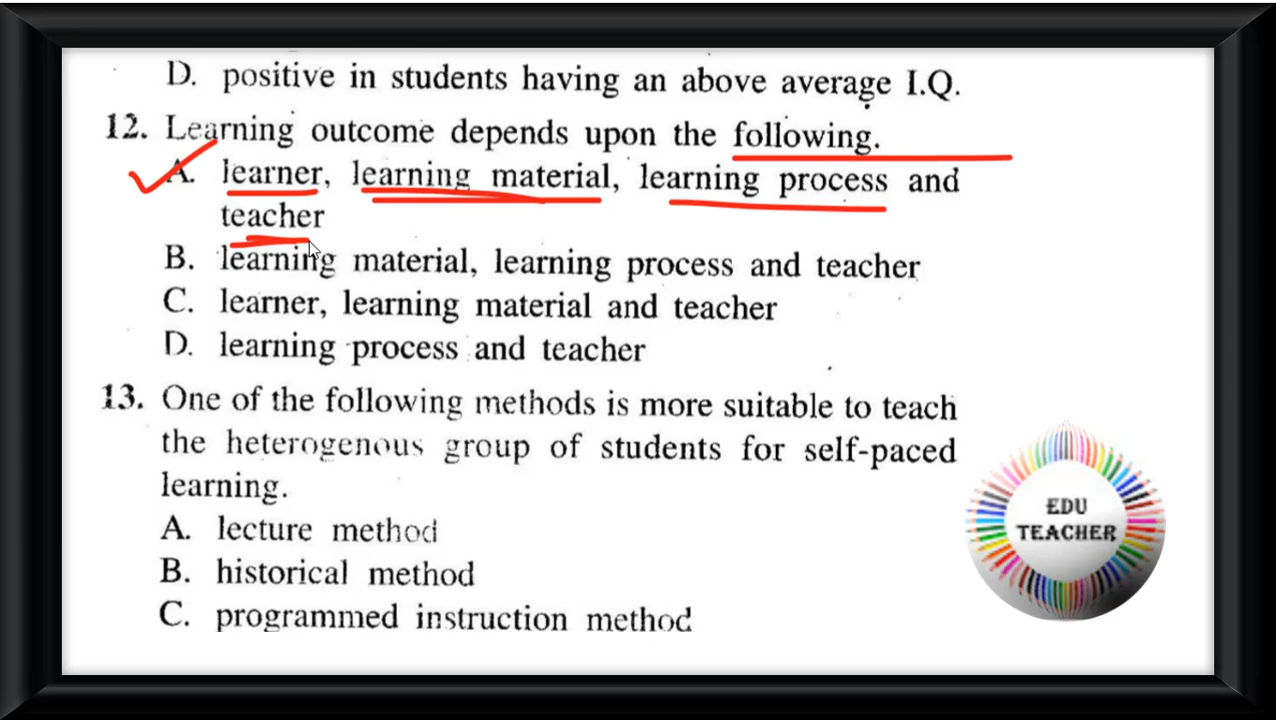 D. positive in students having an above average I.Q.
12. Learning outcome depends upon the following.
A. learner, learning material, learning process and
teacher
B. learning material, learning process and teacher
C. learner, learning material and teacher
D. learning process and teacher
13. One of the following methods is more suitable to teach
the heterogenous group of students for self-paced
learning.
A. lecture method
B. historical method
C. programmed instruction method
EDU
TEACHER